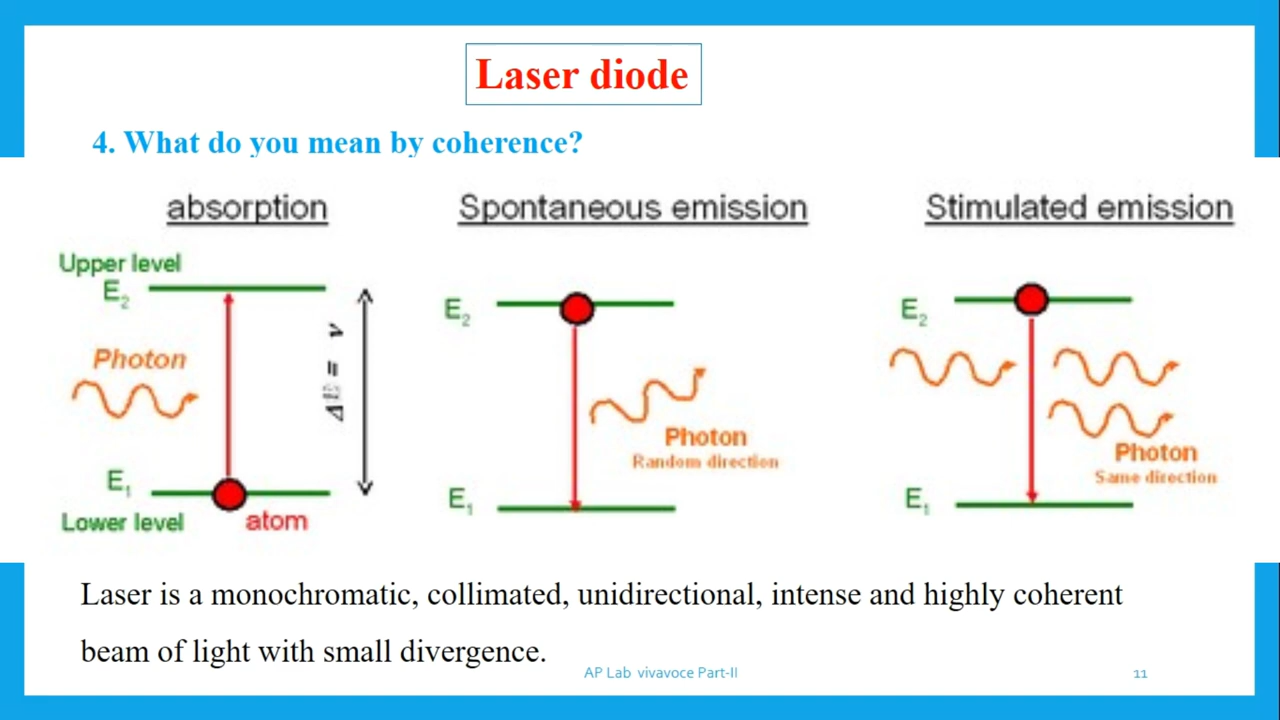 Laser diode
4. What do you mean by coherence?
absorption
Spontaneous emission
Stimulated emission
Upper level
E₂
E₂
E₂
Photon
ΔE = ν
Photon
Random direction
Photon
Same direction
E₁
E₁
E₁
Lower level
atom
Laser is a monochromatic, collimated, unidirectional, intense and highly coherent
beam of light with small divergence.
AP Lab vivavoce Part-II
11